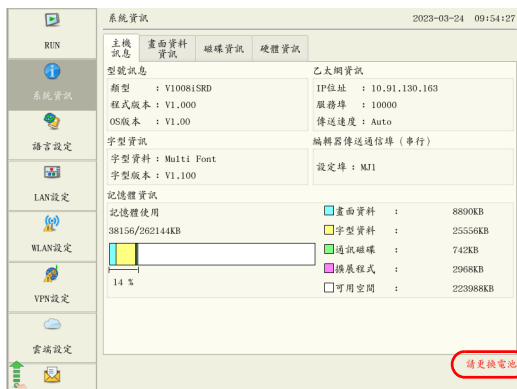 系統資訊 2023-03-24 09:54:27
RUN
系統資訊
語言設定
LAN設定
WLAN設定
VPN設定
雲端設定
主機訊息 畫面資料資訊 磁碟資訊 硬體資訊
型號訊息
類型 : V1008iSRD
程式版本 : V1.000
OS版本 : V1.00
乙太網資訊
IP位址 : 10.91.130.163
服務埠 : 10000
傳送速度 : Auto
字型資訊
字型資料 : Multi Font
字型版本 : V1.100
編輯器傳送通信埠 (串行)
設定埠 : MJ1
記憶體資訊
記憶體使用
38156/262144KB
14 %
畫面資料 : 8890KB
字型資料 : 25556KB
通訊磁碟 : 742KB
擴展程式 : 2968KB
可用空間 : 223988KB
請更換電池